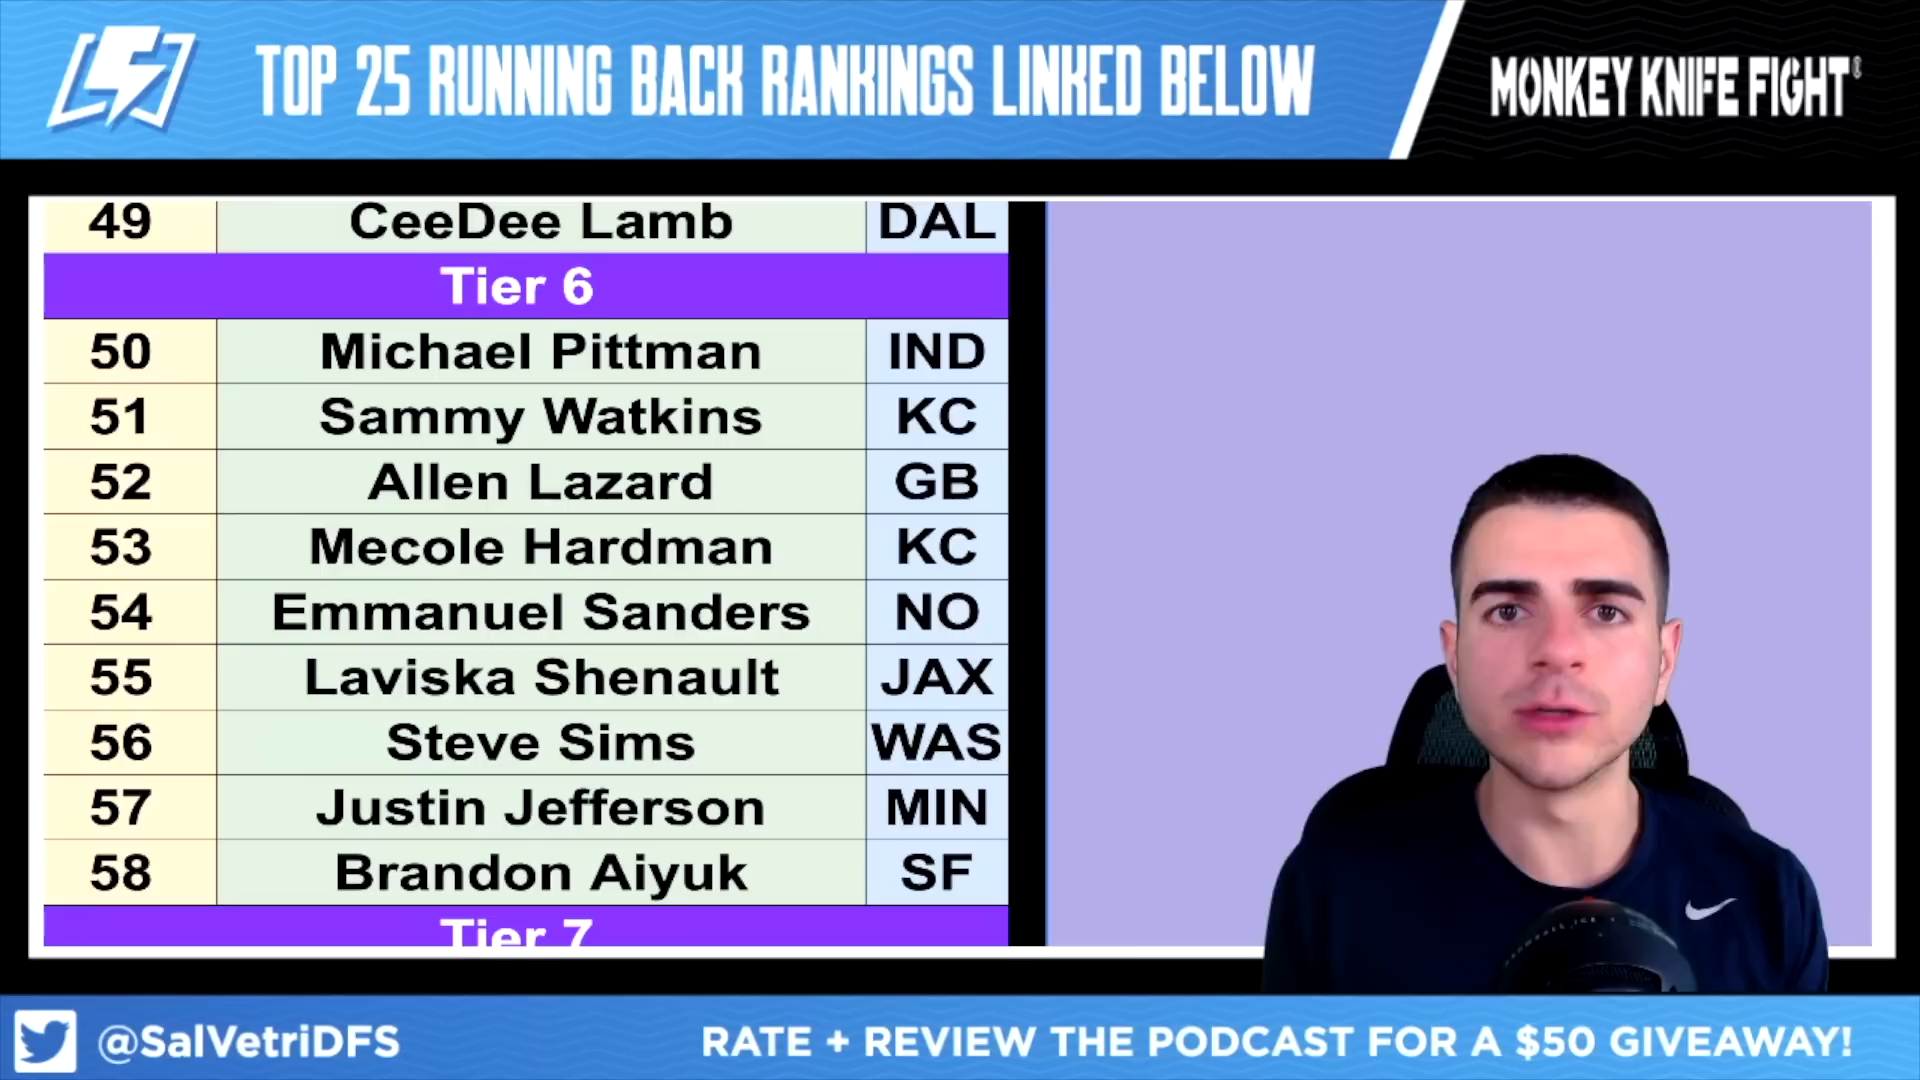 TOP 25 RUNNING BACK RANKINGS LINKED BELOW
MONKEY KNIFE FIGHT
49 CeeDee Lamb DAL
Tier 6
50 Michael Pittman IND
51 Sammy Watkins KC
52 Allen Lazard GB
53 Mecole Hardman KC
54 Emmanuel Sanders NO
55 Laviska Shenault JAX
56 Steve Sims WAS
57 Justin Jefferson MIN
58 Brandon Aiyuk SF
Tier 7
@SalVetriDFS
RATE + REVIEW THE PODCAST FOR A $50 GIVEAWAY!